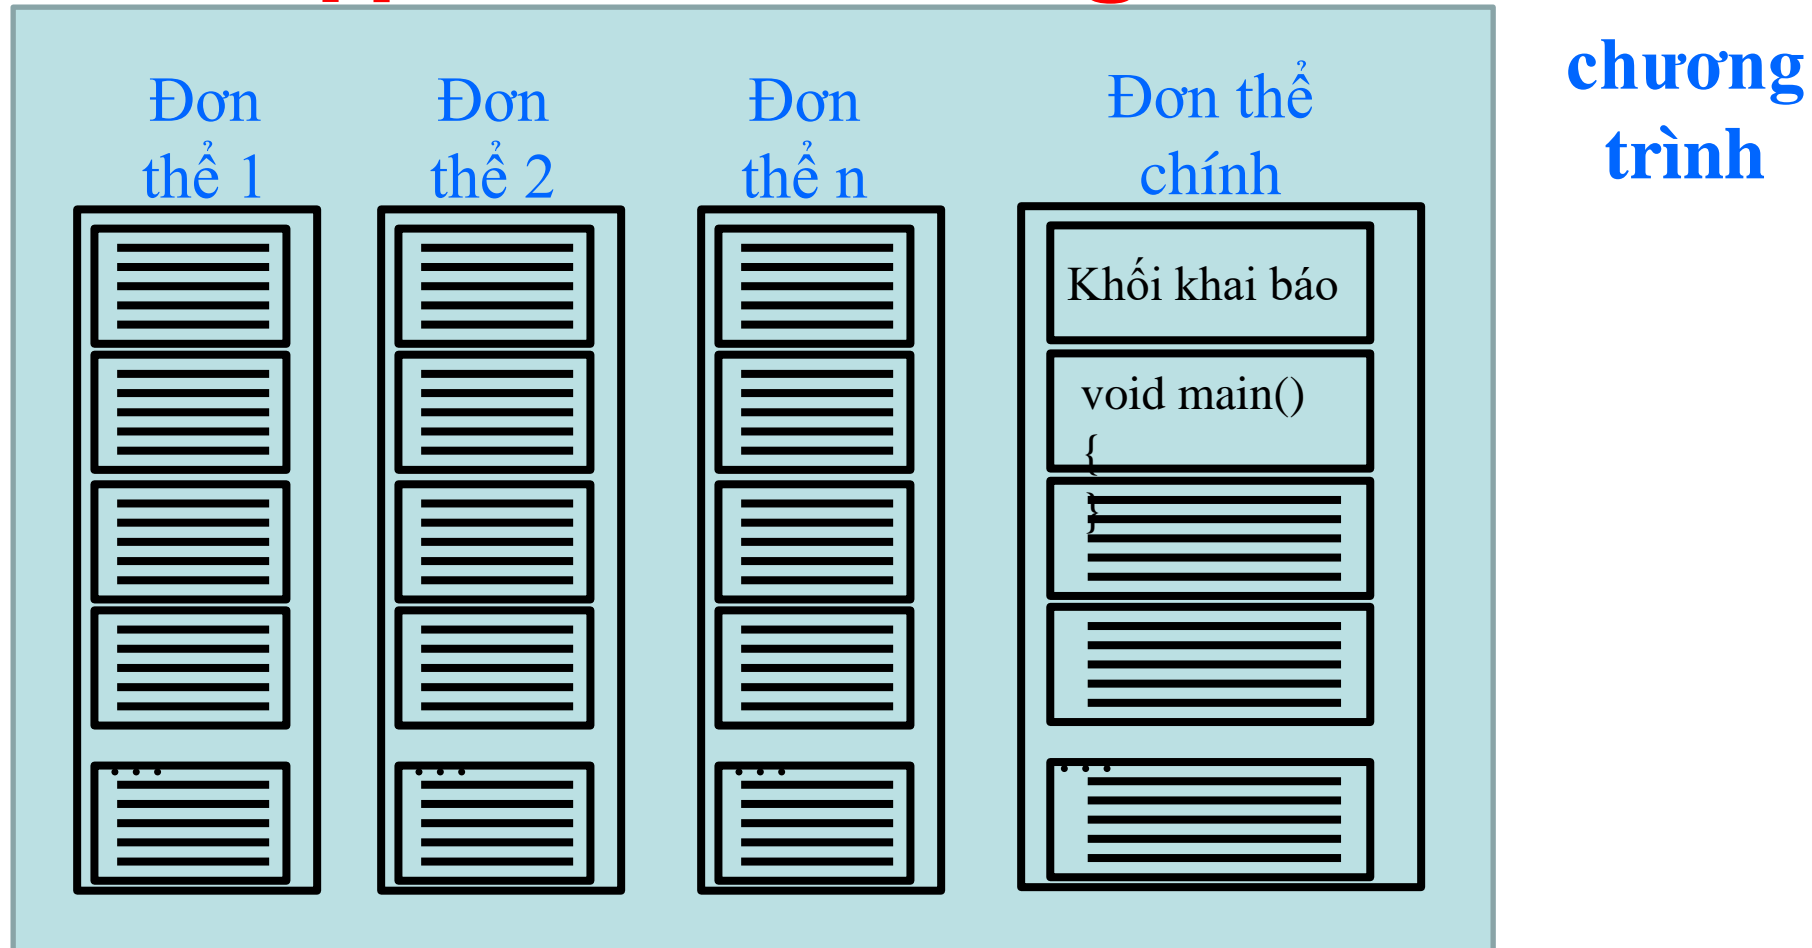 Đơn
thể 1
Đơn
thể 2
Đơn
thể n
Đơn thể
chính
chương
trình
Khối khai báo
void main()
{
}
. . .
. . .
. . .
. . .